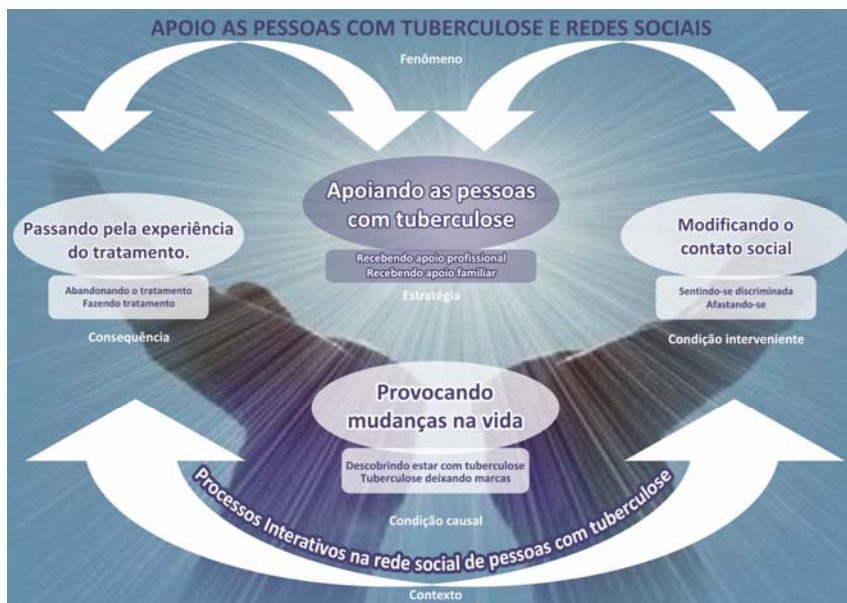 APOIO AS PESSOAS COM TUBERCULOSE E REDES SOCIAIS
Fenômeno
Apoiando as pessoas
com tuberculose
Recebendo apoio profissional
Recebendo apoio familiar
Estratégia
Passando pela experiência
do tratamento.
Abandonando o tratamento
Fazendo tratamento
Consequência
Modificando o
contato social
Sentindo-se discriminada
Afastando-se
Condição interveniente
Provocando
mudanças na vida
Descobrindo estar com tuberculose
Tuberculose deixando marcas
Condição causal
Processos Interativos na rede social de pessoas com tuberculose
Contexto